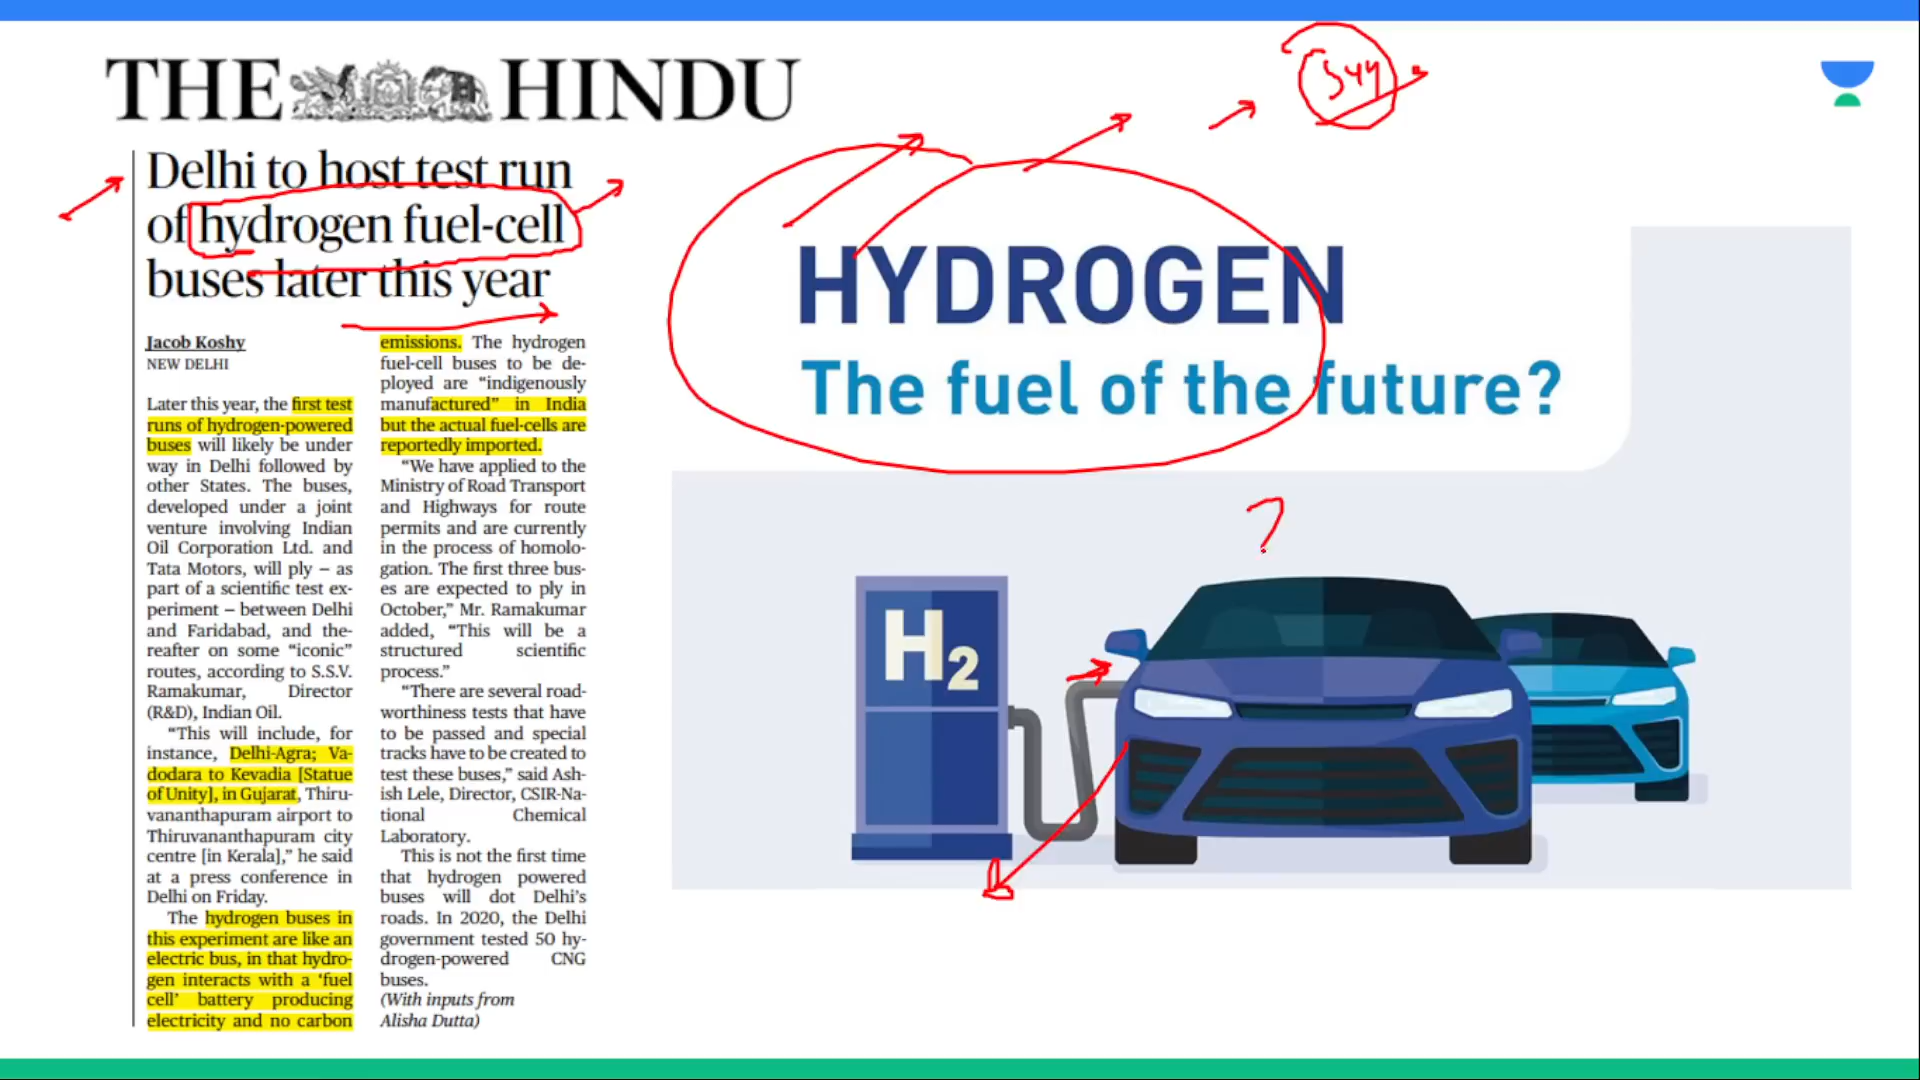 THE HINDU
Delhi to host test run
of hydrogen fuel-cell
buses later this year
Jacob Koshy
NEW DELHI
Later this year, the first test
runs of hydrogen-powered
buses will likely be under
way in Delhi followed by
other States. The buses,
developed under a joint
venture involving Indian
Oil Corporation Ltd. and
Tata Motors, will ply – as
part of a scientific test ex-
periment – between Delhi
and Faridabad, and the-
reafter on some “iconic”
routes, according to S.S.V.
Ramakumar, Director
(R&D), Indian Oil.
“This will include, for
instance, Delhi-Agra; Va-
dodara to Kevadia [Statue
of Unity], in Gujarat, Thiru-
vananthapuram airport to
Thiruvananthapuram city
centre [in Kerala],” he said
at a press conference in
Delhi on Friday.
The hydrogen buses in
this experiment are like an
electric bus, in that hydro-
gen interacts with a ‘fuel
cell’ battery producing
electricity and no carbon
emissions. The hydrogen
fuel-cell buses to be de-
ployed are “indigenously
manufactured” in India
but the actual fuel-cells are
reportedly imported.
“We have applied to the
Ministry of Road Transport
and Highways for route
permits and are currently
in the process of homolo-
gation. The first three bus-
es are expected to ply in
October,” Mr. Ramakumar
added, “This will be a
structured scientific
process.”
“There are several road-
worthiness tests that have
to be passed and special
tracks have to be created to
test these buses,” said Ash-
ish Lele, Director, CSIR-Na-
tional Chemical
Laboratory.
This is not the first time
that hydrogen powered
buses will dot Delhi’s
roads. In 2020, the Delhi
government tested 50 hy-
drogen-powered CNG
buses.
(With inputs from
Alisha Dutta)
HYDROGEN
The fuel of the future?
?
H2